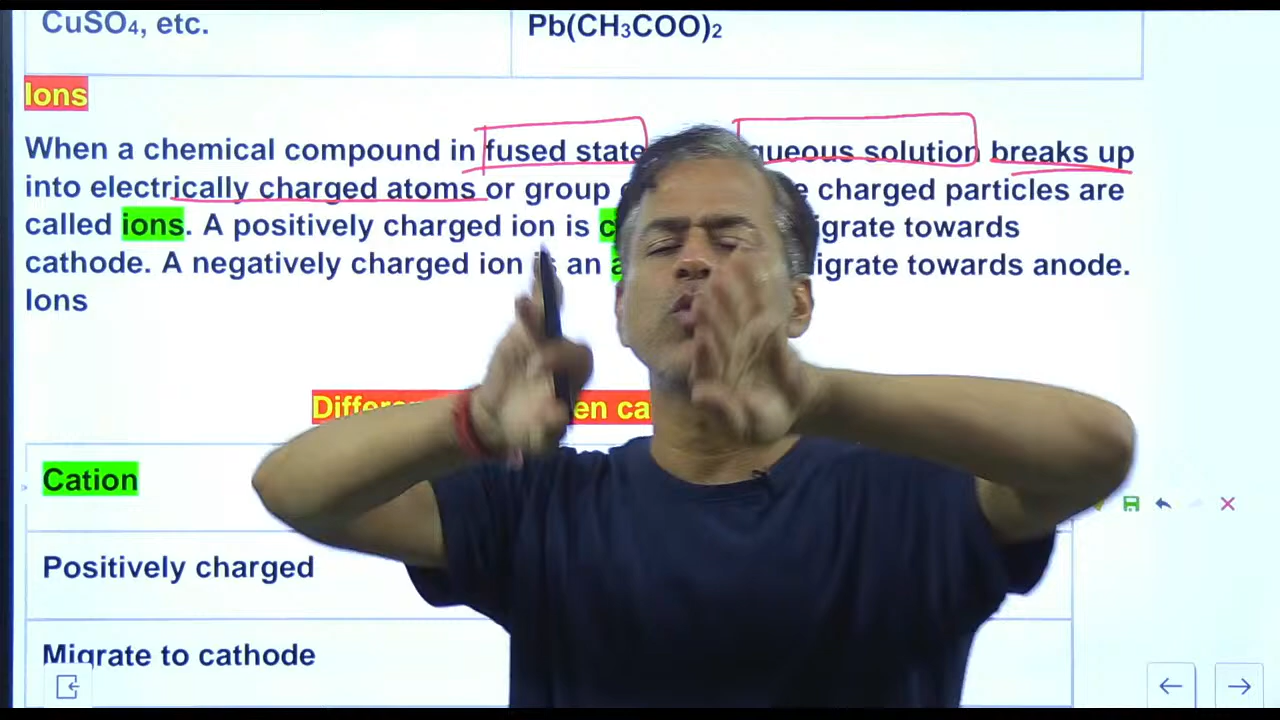 CuSO₄, etc.
Pb(CH₃COO)₂
Ions
When a chemical compound in fused state queous solution breaks up
into electrically charged atoms or group charged particles are
called ions. A positively charged ion is c igrate towards
cathode. A negatively charged ion is an a igrate towards anode.
Ions
Differ en ca
Cation
Positively charged
Migrate to cathode